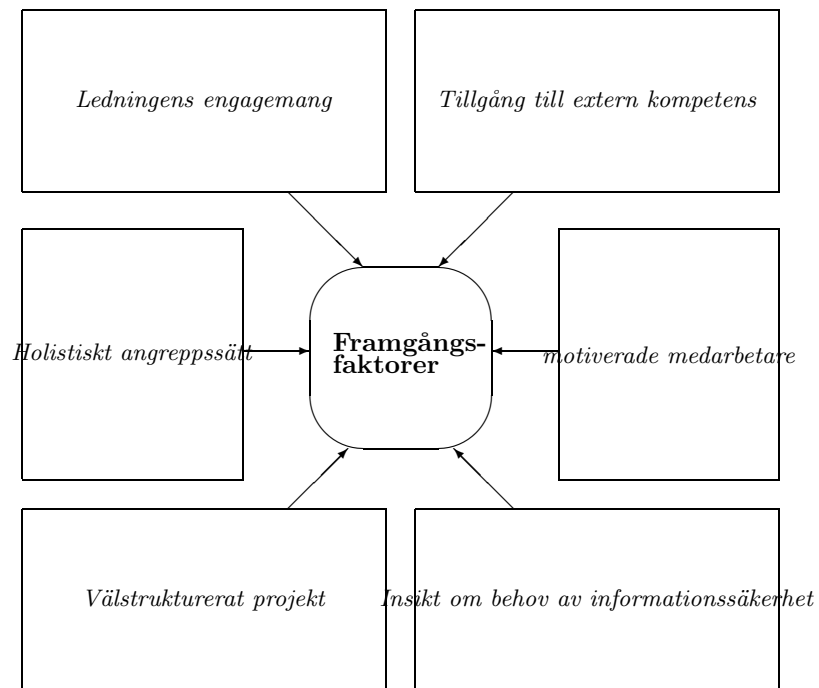 Ledningens engagemang
Tillgång till extern kompetens
Holistiskt angreppssätt
Framgångs-
faktorer
motiverade medarbetare
Välstrukturerat projekt
Insikt om behov av informationssäkerhet